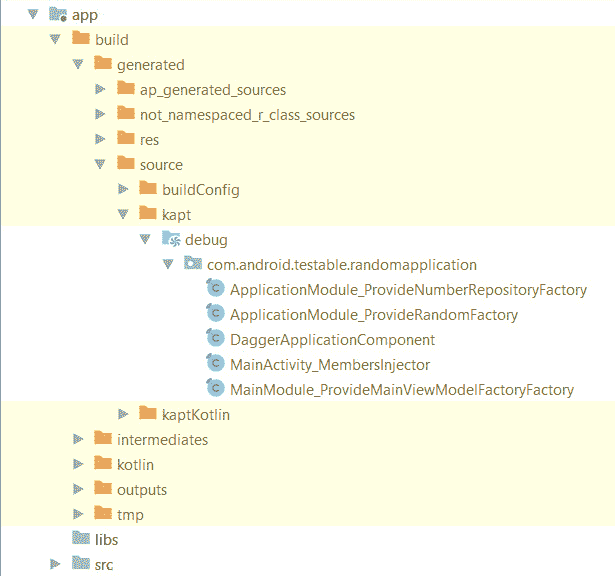 app
build
generated
ap_generated_sources
not_namespaced_r_class_sources
res
source
buildConfig
kapt
debug
com.android.testable.randomapplication
C ApplicationModule_ProvideNumberRepositoryFactory
C ApplicationModule_ProvideRandomFactory
C DaggerApplicationComponent
C MainActivity_MembersInjector
C MainModule_ProvideMainViewModelFactoryFactory
kaptKotlin
intermediates
kotlin
outputs
tmp
libs
src